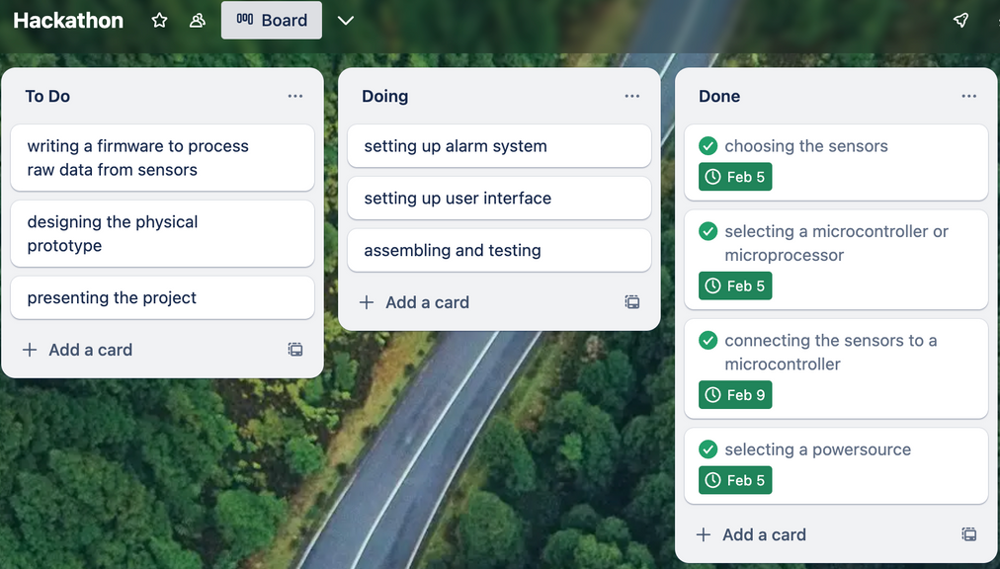 Hackathon
Board
To Do
writing a firmware to process
raw data from sensors
designing the physical
prototype
presenting the project
Add a card
Doing
setting up alarm system
setting up user interface
assembling and testing
Add a card
Done
choosing the sensors
Feb 5
selecting a microcontroller or
microprocessor
Feb 5
connecting the sensors to a
microcontroller
Feb 9
selecting a powersource
Feb 5
Add a card